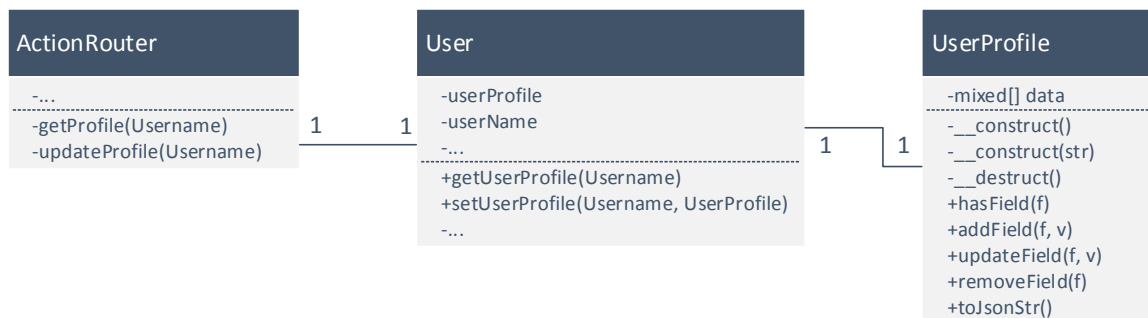 ActionRouter
-...
-getProfile(Username)
-updateProfile(Username)
1
1
User
-userProfile
-userName
-...
+getUserProfile(Username)
+setUserProfile(Username, UserProfile)
-...
1
1
UserProfile
-mixed[] data
-__construct()
-__construct(str)
-__destruct()
+hasField(f)
+addField(f, v)
+updateField(f, v)
+removeField(f)
+toJsonStr()